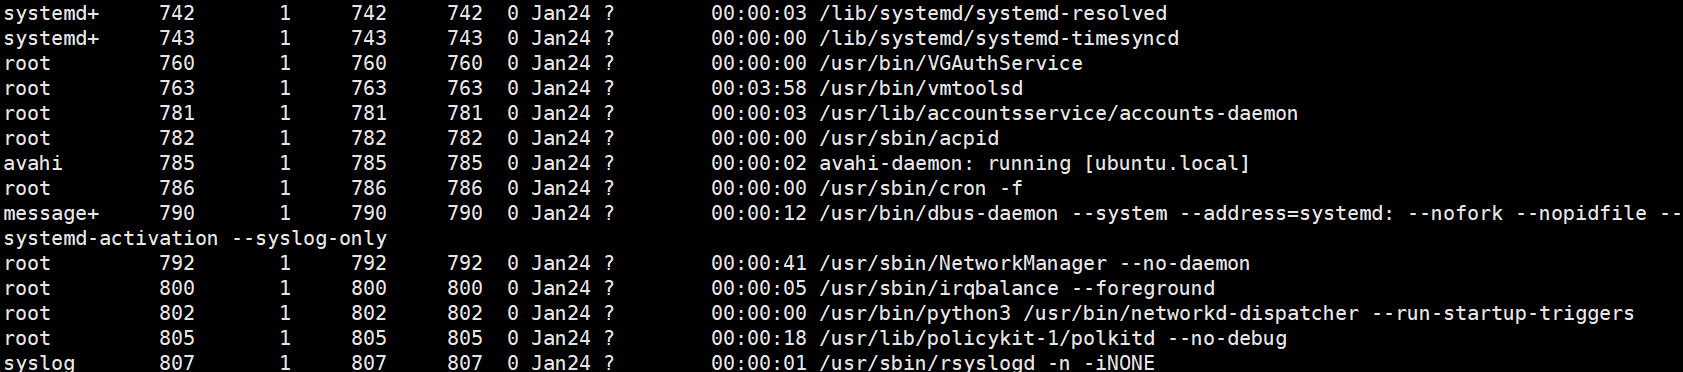 systemd+     742       1     742     742  0 Jan24 ?        00:00:03 /lib/systemd/systemd-resolved
systemd+     743       1     743     743  0 Jan24 ?        00:00:00 /lib/systemd/systemd-timesyncd
root         760       1     760     760  0 Jan24 ?        00:00:00 /usr/bin/VGAuthService
root         763       1     763     763  0 Jan24 ?        00:03:58 /usr/bin/vmtoolsd
root         781       1     781     781  0 Jan24 ?        00:00:03 /usr/lib/accountsservice/accounts-daemon
root         782       1     782     782  0 Jan24 ?        00:00:00 /usr/sbin/acpid
avahi        785       1     785     785  0 Jan24 ?        00:00:02 avahi-daemon: running [ubuntu.local]
root         786       1     786     786  0 Jan24 ?        00:00:00 /usr/sbin/cron -f
message+     790       1     790     790  0 Jan24 ?        00:00:12 /usr/bin/dbus-daemon --system --address=systemd: --nofork --nopidfile --
systemd-activation --syslog-only
root         792       1     792     792  0 Jan24 ?        00:00:41 /usr/sbin/NetworkManager --no-daemon
root         800       1     800     800  0 Jan24 ?        00:00:05 /usr/sbin/irqbalance --foreground
root         802       1     802     802  0 Jan24 ?        00:00:00 /usr/bin/python3 /usr/bin/networkd-dispatcher --run-startup-triggers
root         805       1     805     805  0 Jan24 ?        00:00:18 /usr/lib/policykit-1/polkitd --no-debug
syslog       807       1     807     807  0 Jan24 ?        00:00:01 /usr/sbin/rsyslogd -n -iNONE